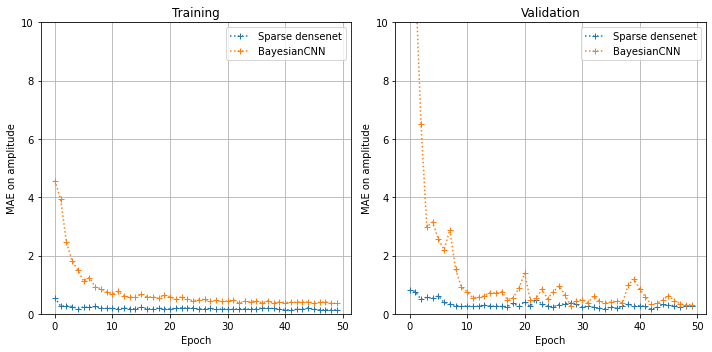 Training
Sparse densenet
BayesianCNN
MAE on amplitude
10
8
6
4
2
0
0 10 20 30 40 50
Epoch
Validation
Sparse densenet
BayesianCNN
MAE on amplitude
10
8
6
4
2
0
0 10 20 30 40 50
Epoch